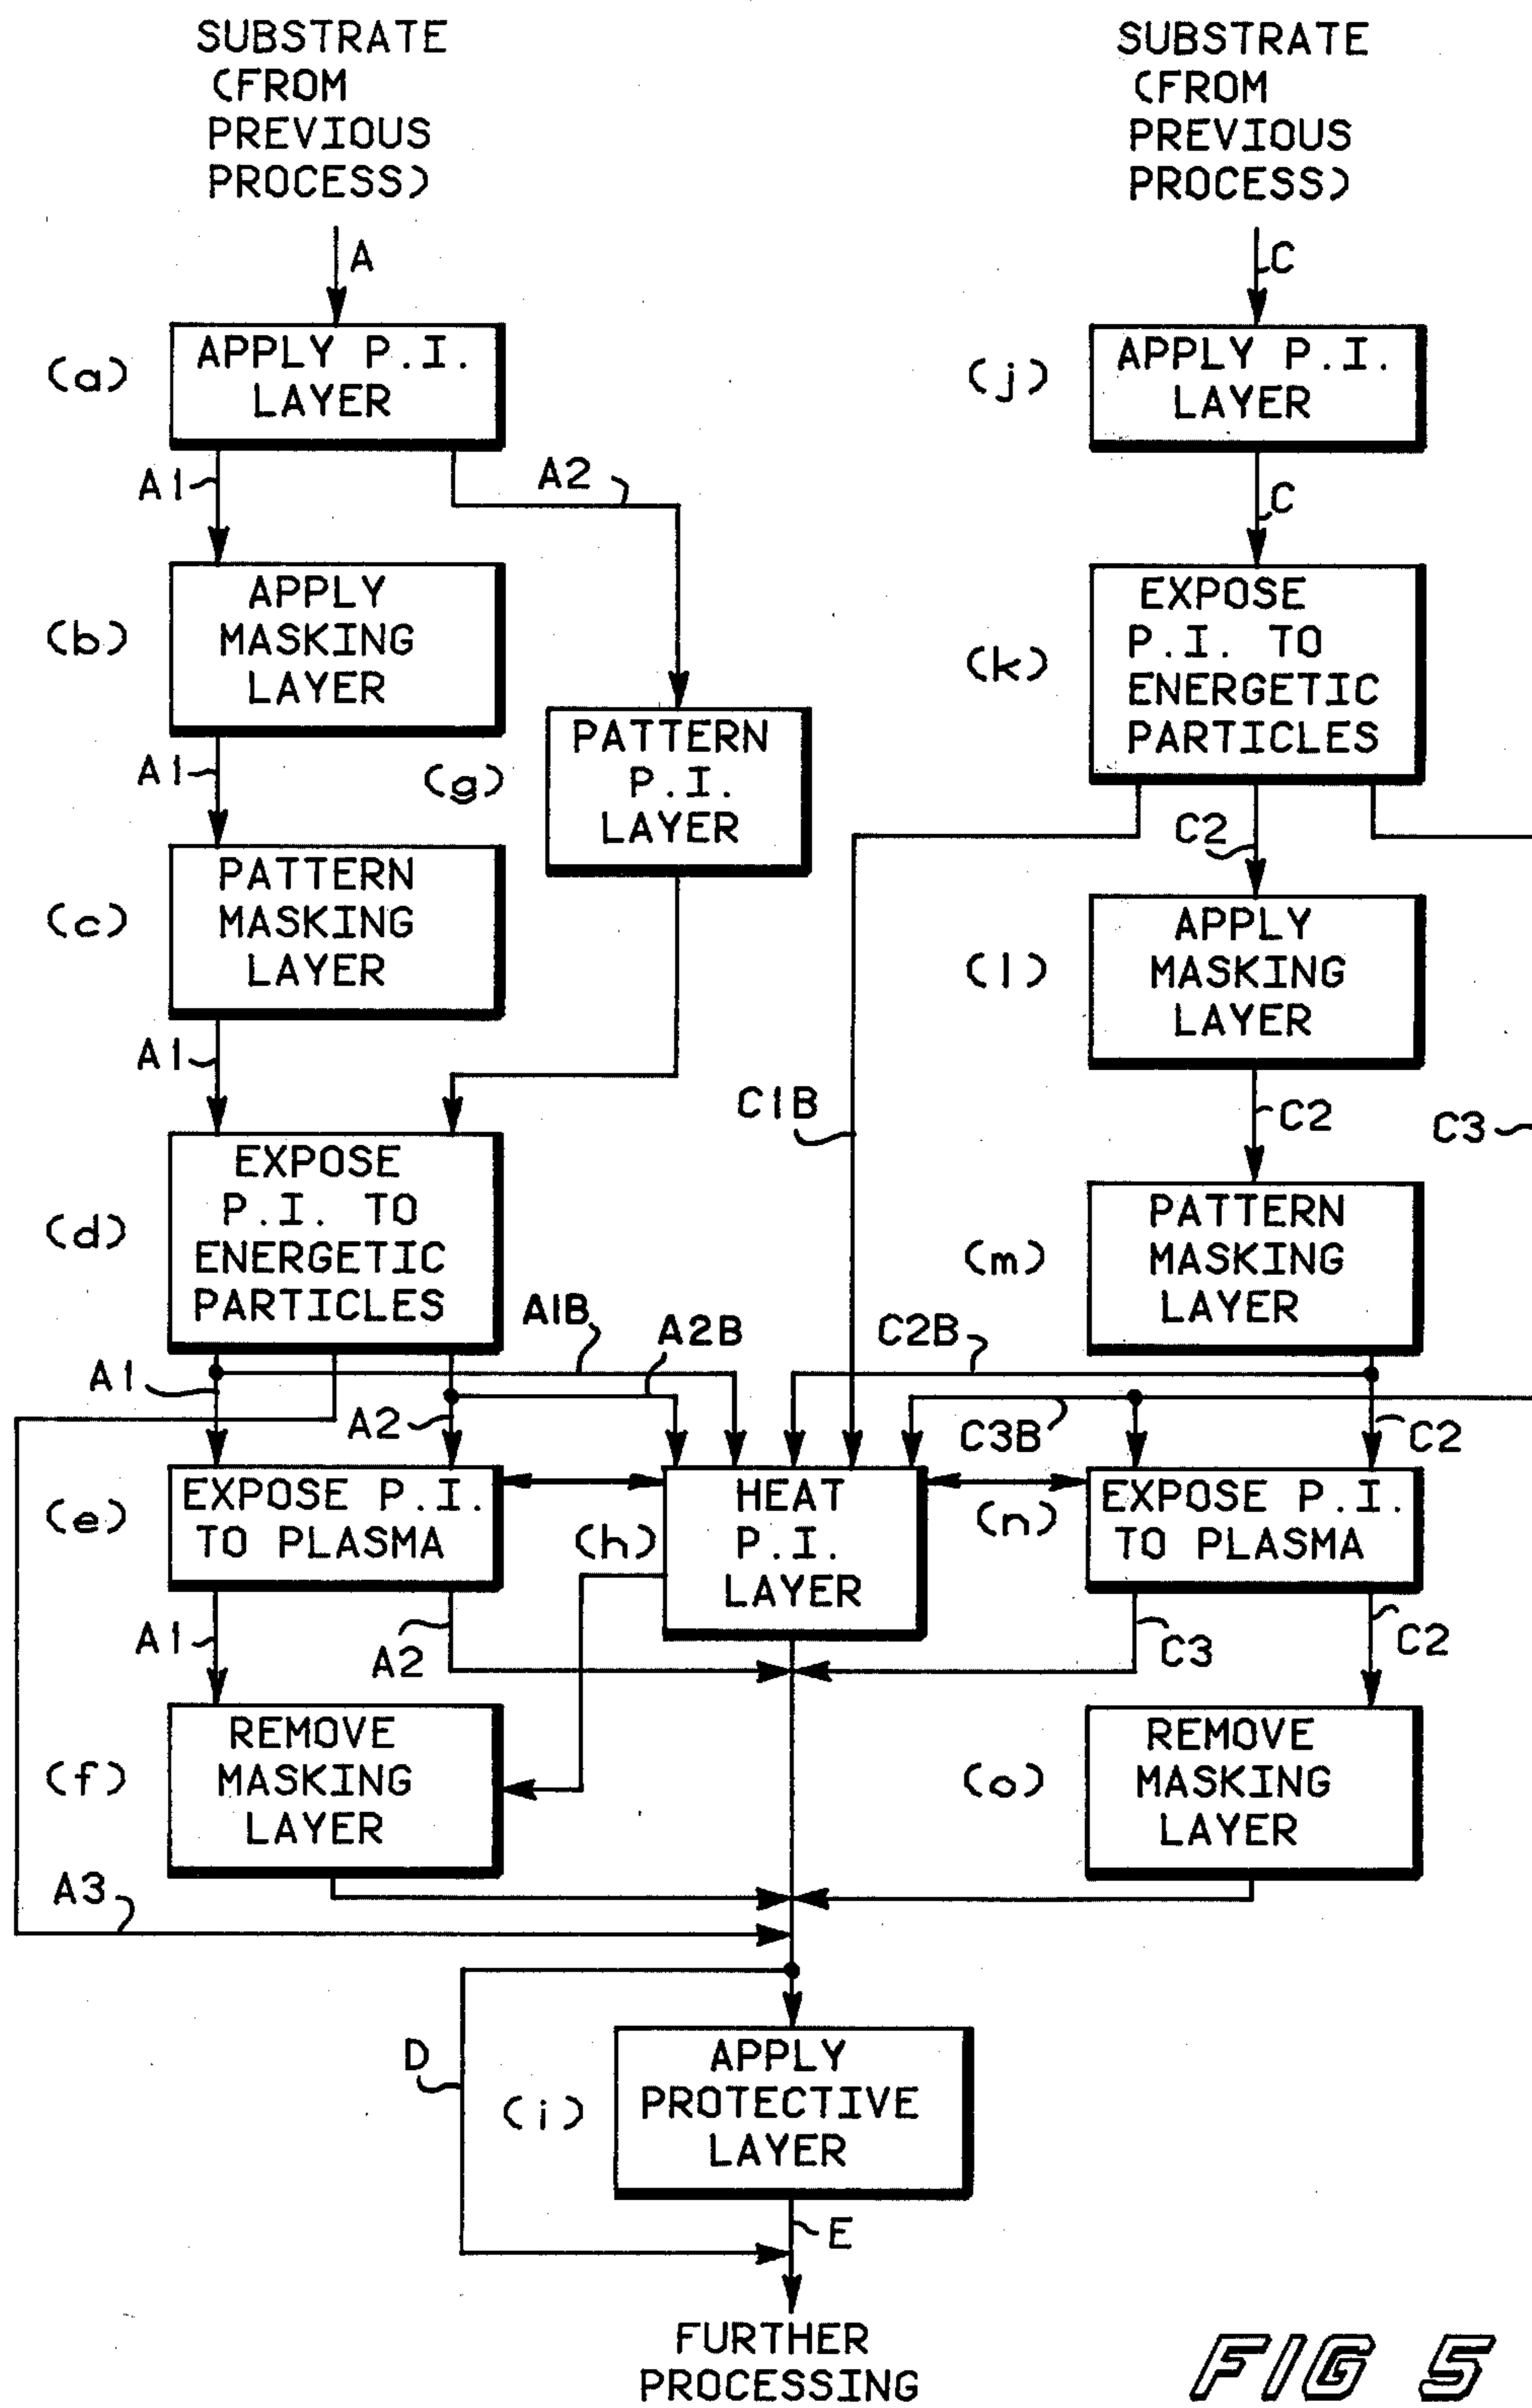 SUBSTRATE
(FROM
PREVIOUS
PROCESS)
A
(a)
APPLY P.I.
LAYER
A1
A2
(b)
APPLY
MASKING
LAYER
A1
(g)
PATTERN
P.I.
LAYER
(c)
PATTERN
MASKING
LAYER
A1
(d)
EXPOSE
P.I. TO
ENERGETIC
PARTICLES
A1B
A2B
A1
A2
(e)
EXPOSE P.I.
TO PLASMA
(h)
HEAT
P.I.
LAYER
A1
A2
(f)
REMOVE
MASKING
LAYER
A3
SUBSTRATE
(FROM
PREVIOUS
PROCESS)
C
(j)
APPLY P.I.
LAYER
C
(k)
EXPOSE
P.I. TO
ENERGETIC
PARTICLES
C2
(l)
APPLY
MASKING
LAYER
C1B
C2
C3
(m)
PATTERN
MASKING
LAYER
C2B
C3B
C2
(n)
EXPOSE P.I.
TO PLASMA
C3
C2
(o)
REMOVE
MASKING
LAYER
D
(i)
APPLY
PROTECTIVE
LAYER
E
FURTHER
PROCESSING
FIG 5